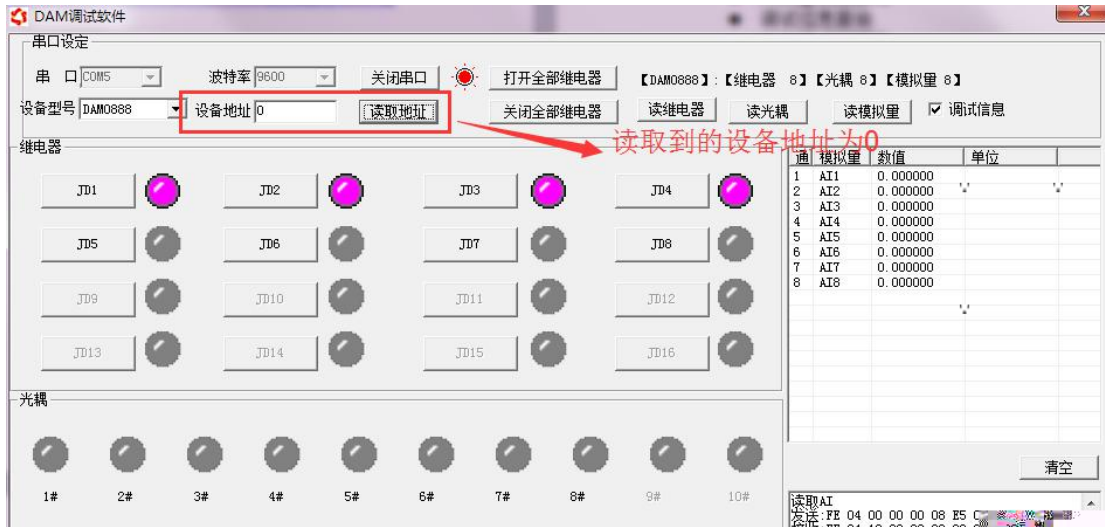 DAM调试软件
串口设定
串 口 COM5 波特率 9600 关闭串口 打开全部继电器 【DAM0888】:【继电器 8】【光耦 8】【模拟量 8】
设备型号 DAM0888 设备地址 0 读取地址 关闭全部继电器 读继电器 读光耦 读模拟量 调试信息
读取到的设备地址为0
继电器
通 模拟量 数值 单位
JD1 JD2 JD3 JD4
JD5 JD6 JD7 JD8
JD9 JD10 JD11 JD12
JD13 JD14 JD15 JD16
1 AI1 0.000000
2 AI2 0.000000
3 AI3 0.000000
4 AI4 0.000000
5 AI5 0.000000
6 AI6 0.000000
7 AI7 0.000000
8 AI8 0.000000
光耦
1# 2# 3# 4# 5# 6# 7# 8# 9# 10#
清空
读取AI
发送:FE 04 00 00 00 08 E5